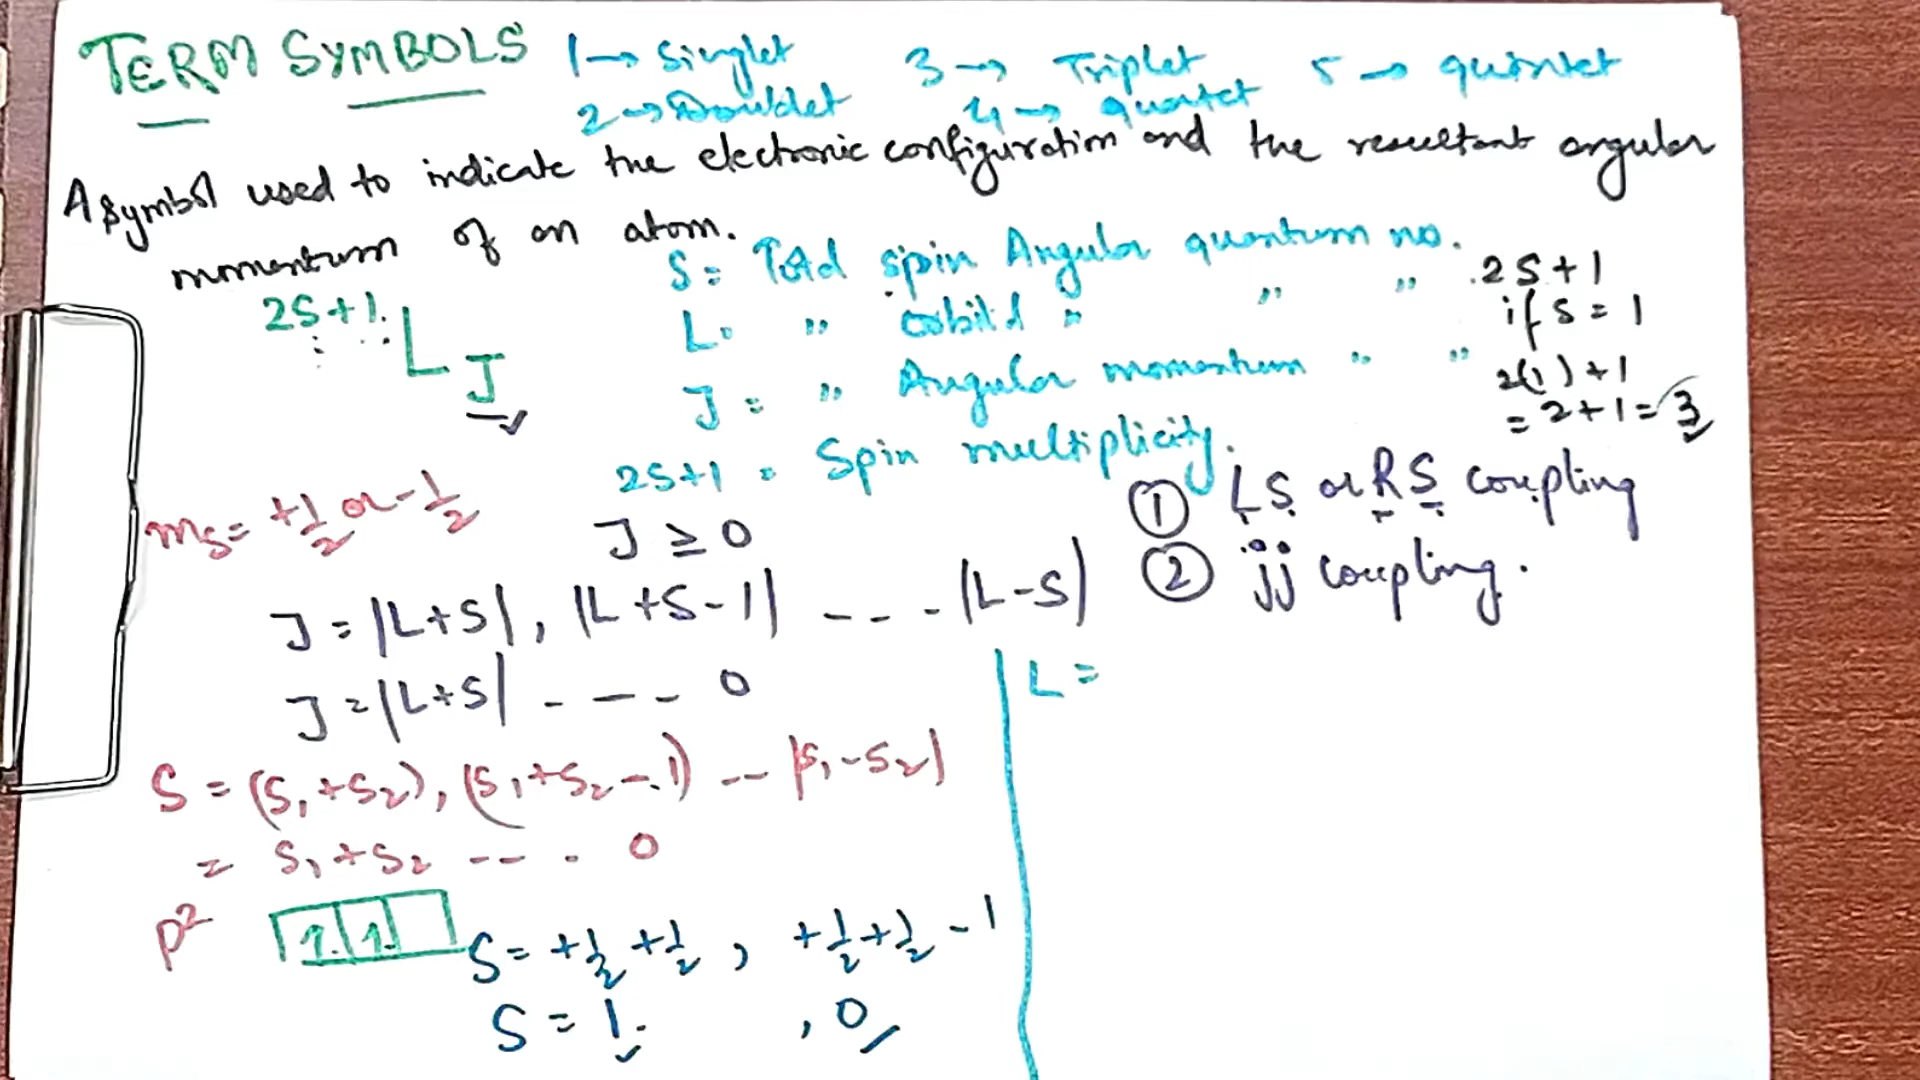 TERM SYMBOLS
1 → Singlet 3 → Triplet 5 → quintet
2 → Doublet 4 → quartet
A symbol used to indicate the electronic configuration and the resultant angular
momentum of an atom.
2S+1 L J
S = Total spin Angular quantum no.
L = " orbital " " "
J = " Angular momentum " "
2S+1 = Spin multiplicity.
2S+1
if S = 1
2(1)+1
= 2+1 = 3
ms = +1/2 or -1/2
J ≥ 0
① LS or RS coupling
② jj coupling.
J = |L+S|, |L+S-1| - - - |L-S|
J = |L+S| - - - 0
S = (s₁+s₂), (s₁+s₂-1) -- |s₁-s₂|
= s₁+s₂ -- - 0
p² 1 1 S = +1/2 +1/2 , +1/2+1/2 -1
S = 1 , 0
L =